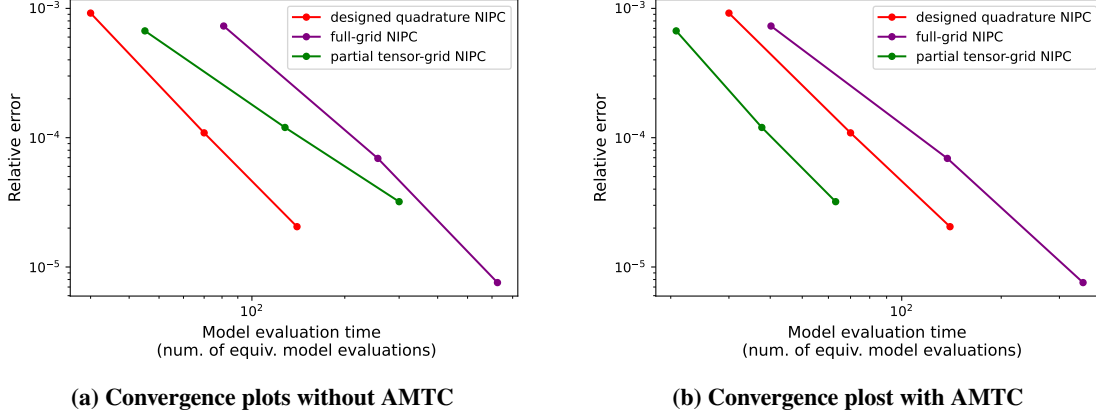 10⁻³
10⁻⁴
10⁻⁵
Relative error
designed quadrature NIPC
full-grid NIPC
partial tensor-grid NIPC
10²
Model evaluation time
(num. of equiv. model evaluations)
(a) Convergence plots without AMTC
10⁻³
10⁻⁴
10⁻⁵
Relative error
designed quadrature NIPC
full-grid NIPC
partial tensor-grid NIPC
10²
Model evaluation time
(num. of equiv. model evaluations)
(b) Convergence plost with AMTC